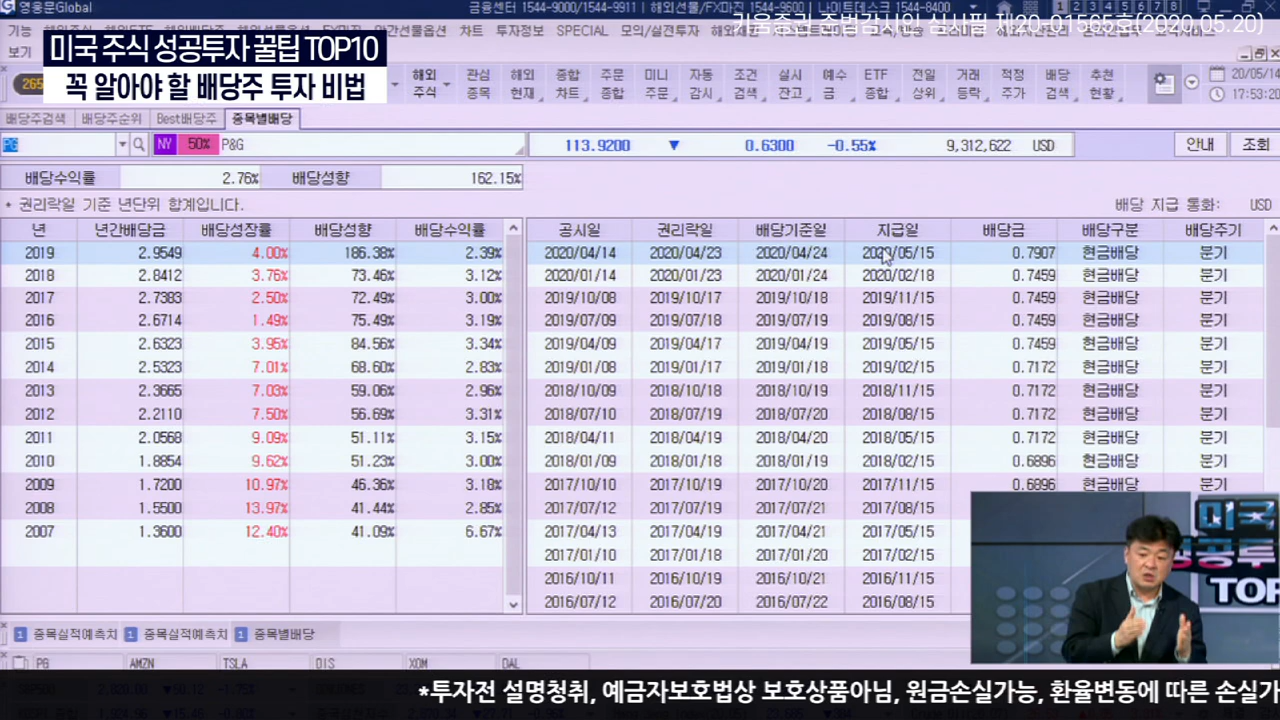 영웅문Global
금융센터 1544-9000/1544-9911 | 해외선물/FX마진 1544-9600 | 나이트데스크 1544-8400
키움증권 준법감시인 심사필 제20-01565호(2020.05.20)
기능
보기
투자정보 SPECIAL 모의/실전투자
미국 주식 성공투자 꿀팁 TOP10
꼭 알아야 할 배당주 투자 비법
해외 주식 관심 종목 해외 현재 종합 차트 주문 종합 미니 주문 자동 감시 조건 검색 실시 잔고 예수 금 ETF 종합 전일 상위 거래 등락 적정 주가 배당 검색 추천 현황
20/05/14
17:53:20
배당주검색 배당주순위 Best배당주 종목별배당
PG NY 50% P&G 113.9200 ▼ 0.6300 -0.55% 9,312,622 USD 안내 조회
배당수익률 2.76% 배당성향 162.15%
* 권리락일 기준 년단위 합계입니다. 배당 지급 통화: USD
년 년간배당금 배당성장률 배당성향 배당수익률
2019 2.9549 4.00% 186.38% 2.39%
2018 2.8412 3.76% 73.46% 3.12%
2017 2.7383 2.50% 72.49% 3.00%
2016 2.6714 1.49% 75.49% 3.19%
2015 2.6323 3.95% 84.56% 3.34%
2014 2.5323 7.01% 68.60% 2.83%
2013 2.3665 7.03% 59.06% 2.96%
2012 2.2110 7.50% 56.69% 3.31%
2011 2.0568 9.09% 51.11% 3.15%
2010 1.8854 9.62% 51.23% 3.00%
2009 1.7200 10.97% 46.36% 3.18%
2008 1.5500 13.97% 41.44% 2.85%
2007 1.3600 12.40% 41.09% 6.67%
공시일 권리락일 배당기준일 지급일 배당금 배당구분 배당주기
2020/04/14 2020/04/23 2020/04/24 2020/05/15 0.7907 현금배당 분기
2020/01/14 2020/01/23 2020/01/24 2020/02/18 0.7459 현금배당 분기
2019/10/08 2019/10/17 2019/10/18 2019/11/15 0.7459 현금배당 분기
2019/07/09 2019/07/18 2019/07/19 2019/08/15 0.7459 현금배당 분기
2019/04/09 2019/04/17 2019/04/19 2019/05/15 0.7459 현금배당 분기
2019/01/08 2019/01/17 2019/01/18 2019/02/15 0.7172 현금배당 분기
2018/10/09 2018/10/18 2018/10/19 2018/11/15 0.7172 현금배당 분기
2018/07/10 2018/07/19 2018/07/20 2018/08/15 0.7172 현금배당 분기
2018/04/11 2018/04/19 2018/04/20 2018/05/15 0.7172 현금배당 분기
2018/01/09 2018/01/18 2018/01/19 2018/02/15 0.6896 현금배당 분기
2017/10/10 2017/10/19 2017/10/20 2017/11/15 0.6896 현금배당 분기
2017/07/12 2017/07/19 2017/07/21 2017/08/15
2017/04/13 2017/04/19 2017/04/21 2017/05/15
2017/01/10 2017/01/18 2017/01/20 2017/02/15
2016/10/11 2016/10/19 2016/10/21 2016/11/15
2016/07/12 2016/07/20 2016/07/22 2016/08/15
미국
성공투
TOP
1 종목실적예측치 1 종목실적예측치 1 종목별배당
PG AMZN TSLA DIS XOM DAL
*투자전 설명청취, 예금자보호법상 보호상품아님, 원금손실가능, 환율변동에 따른 손실가